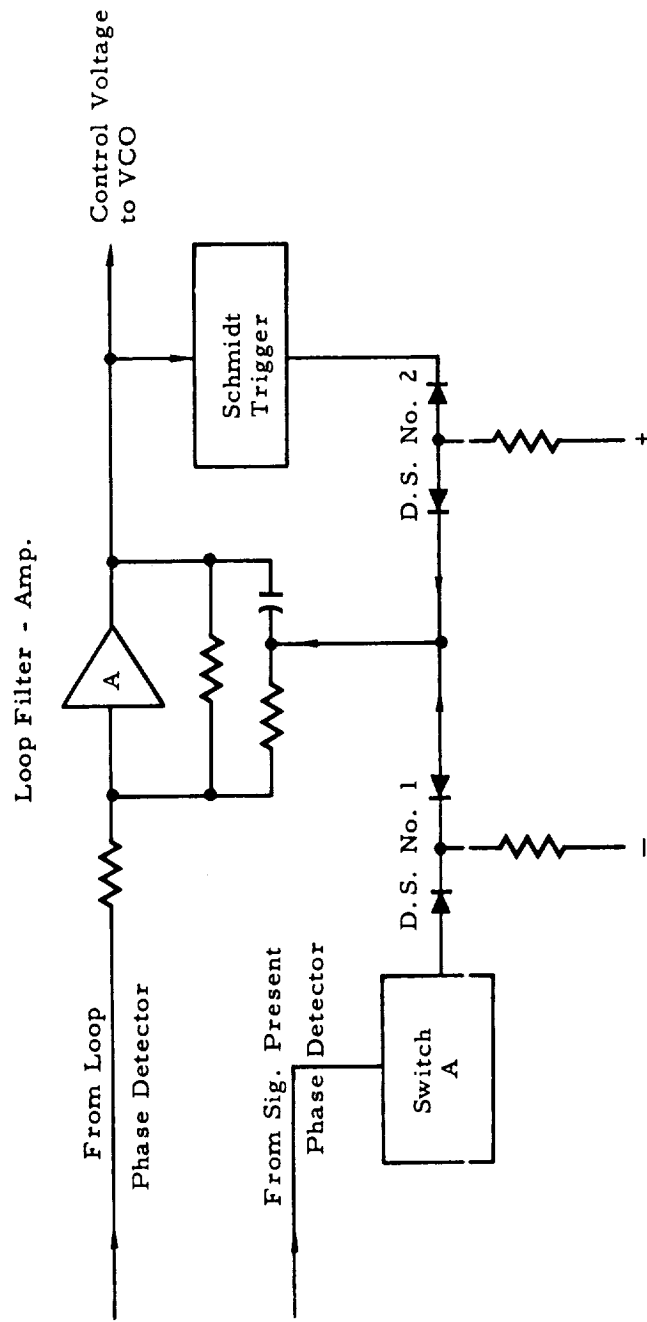 Loop Filter - Amp.
From Loop
Phase Detector
A
Control Voltage
to VCO
Schmidt
Trigger
From Sig. Present
Phase Detector
Switch
A
D.S. No. 1
D.S. No. 2
−
+